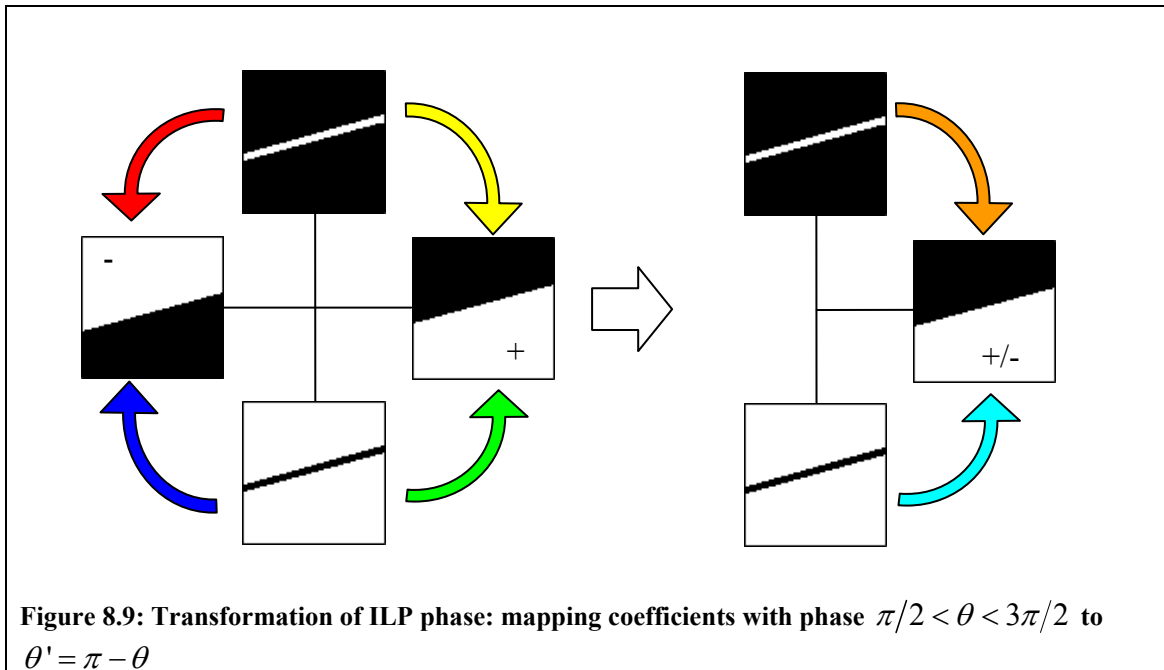 -
+
+/-
Figure 8.9: Transformation of ILP phase: mapping coefficients with phase π/2 < θ < 3π/2 to
θ' = π − θ